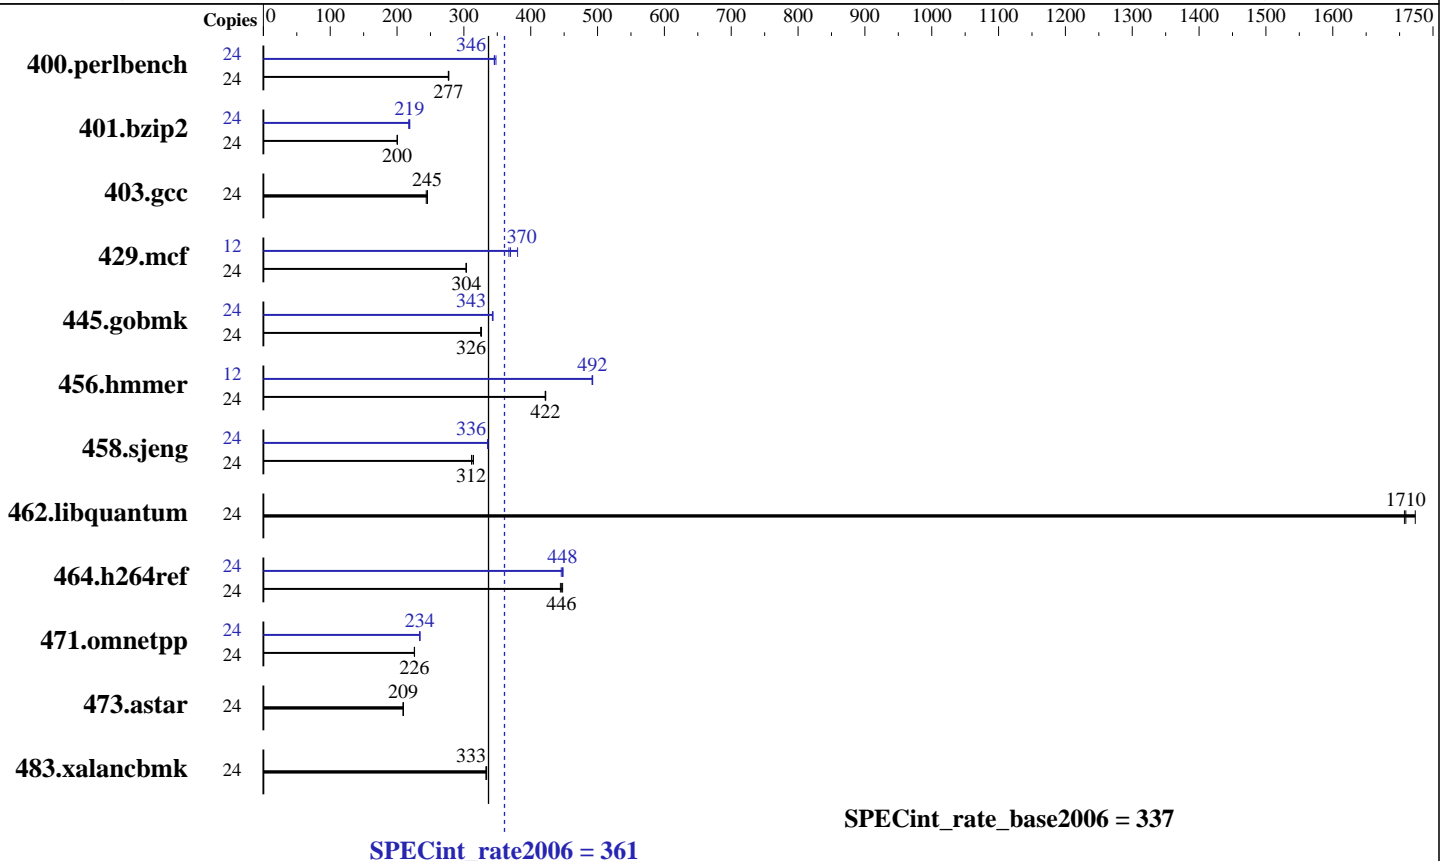 Copies 0 100 200 300 400 500 600 700 800 900 1000 1100 1200 1300 1400 1500 1600 1750
400.perlbench 24 346
24 277
401.bzip2 24 219
24 200
403.gcc 24 245
429.mcf 12 370
24 304
445.gobmk 24 343
24 326
456.hmmer 12 492
24 422
458.sjeng 24 336
24 312
462.libquantum 24 1710
464.h264ref 24 448
24 446
471.omnetpp 24 234
24 226
473.astar 24 209
483.xalancbmk 24 333
SPECint_rate_base2006 = 337
SPECint_rate2006 = 361